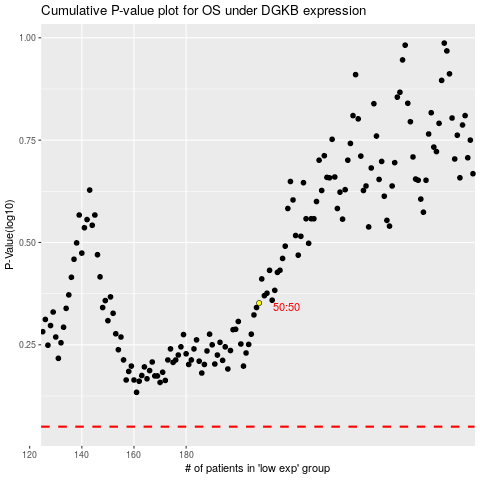 Cumulative P-value plot for OS under DGKB expression
1.00
0.75
0.50
0.25
P-Value(log10)
50:50
120 140 160 180
# of patients in 'low exp' group